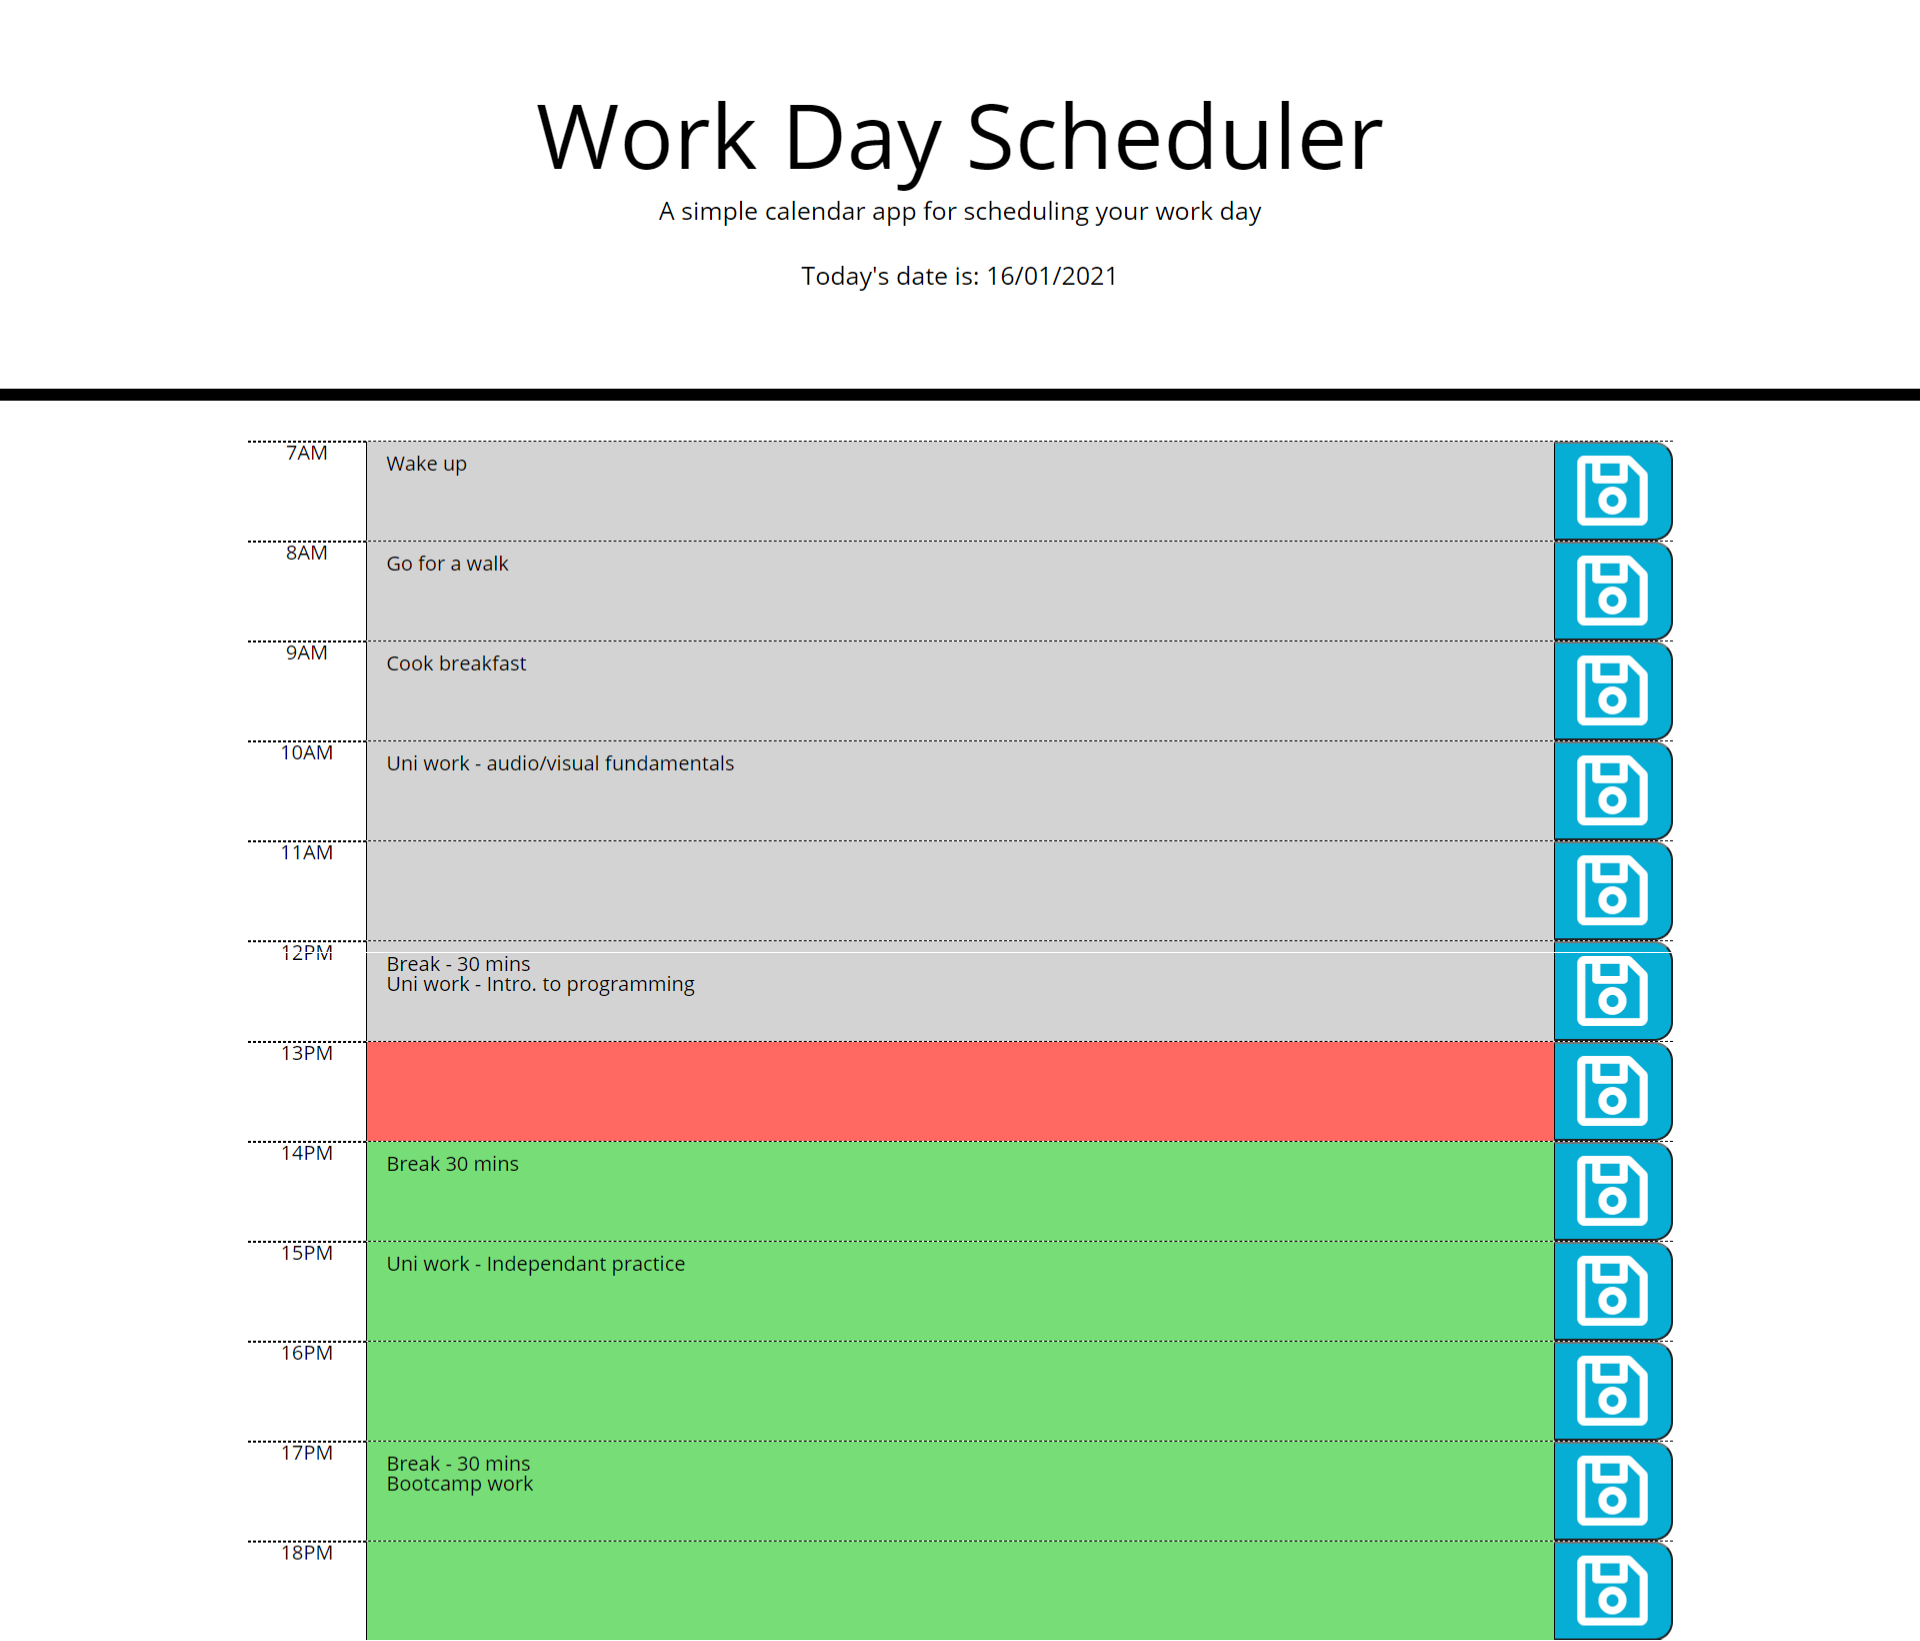 Work Day Scheduler
A simple calendar app for scheduling your work day
Today's date is: 16/01/2021
7AM
Wake up
8AM
Go for a walk
9AM
Cook breakfast
10AM
Uni work - audio/visual fundamentals
11AM
12PM
Break - 30 mins
Uni work - Intro. to programming
13PM
14PM
Break 30 mins
15PM
Uni work - Independant practice
16PM
17PM
Break - 30 mins
Bootcamp work
18PM